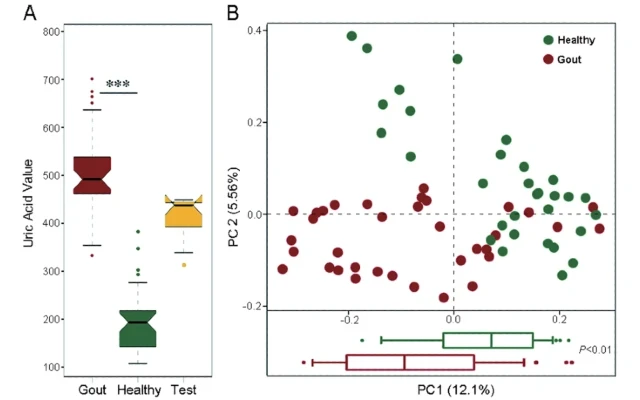 A
Uric Acid Value
800
700
600
500
400
300
200
100
***
Gout Healthy Test
B
PC 2 (5.56%)
0.4
0.2
0.0
-0.2
Healthy
Gout
-0.2 0.0 0.2
P<0.01
PC1 (12.1%)